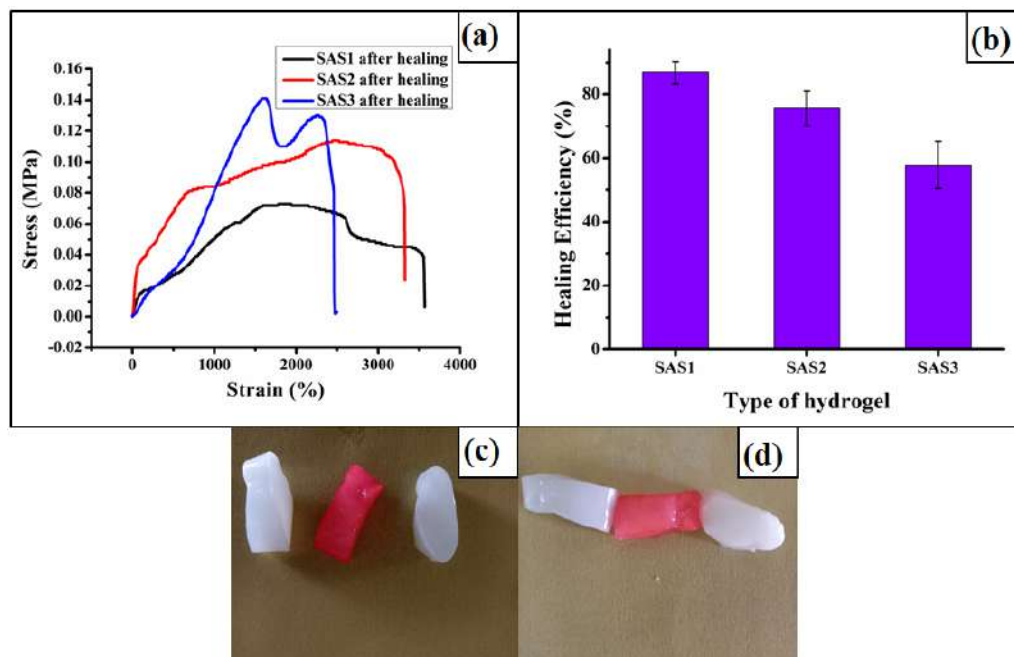 (a)
SAS1 after healing
SAS2 after healing
SAS3 after healing
0.16
0.14
0.12
0.10
0.08
0.06
0.04
0.02
0.00
-0.02
Stress (MPa)
0 1000 2000 3000 4000
Strain (%)
(b)
80
60
40
20
0
Healing Efficiency (%)
SAS1 SAS2 SAS3
Type of hydrogel
(c)
(d)